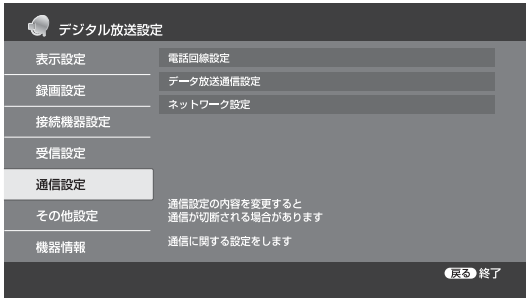 デジタル放送設定
表示設定
録画設定
接続機器設定
受信設定
通信設定
その他設定
機器情報
電話回線設定
データ放送通信設定
ネットワーク設定
通信設定の内容を変更すると
通信が切断される場合があります
通信に関する設定をします
戻る 終了